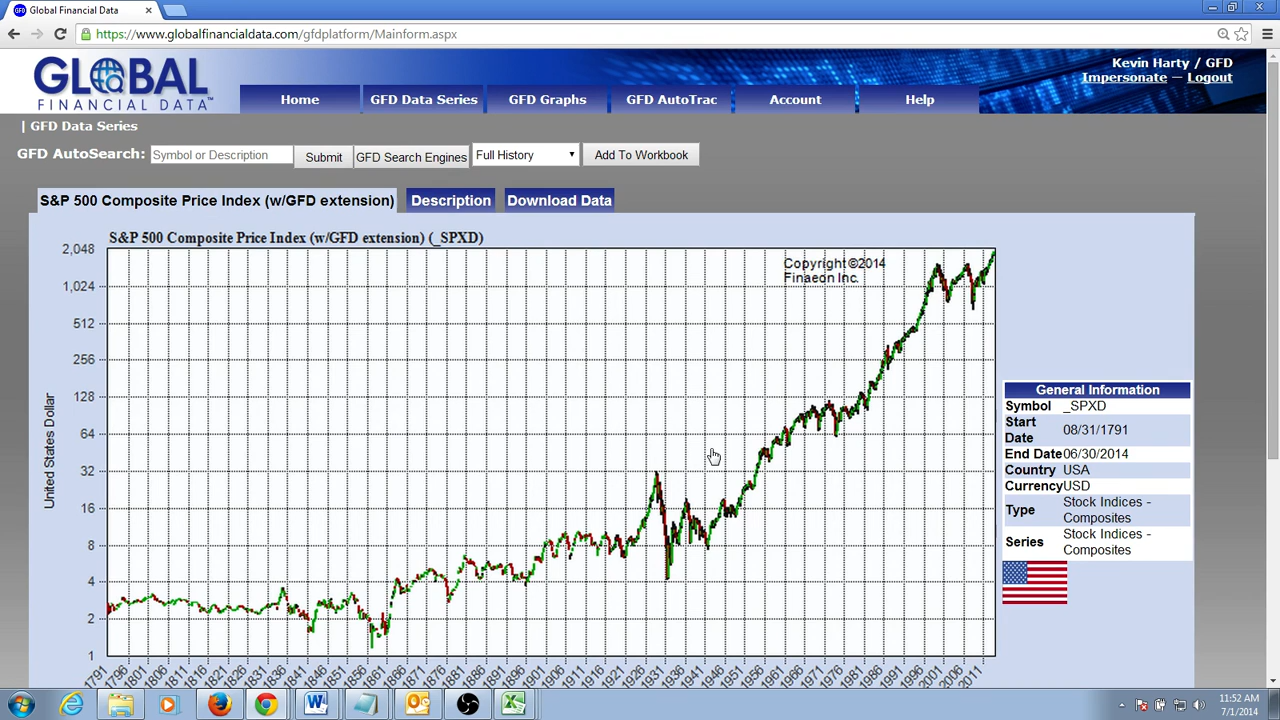 Global Financial Data
https://www.globalfinancialdata.com/gfdplatform/Mainform.aspx
GLOBAL
FINANCIAL DATA
Kevin Harty / GFD
Impersonate — Logout
Home
GFD Data Series
GFD Graphs
GFD AutoTrac
Account
Help
| GFD Data Series
GFD AutoSearch:
Symbol or Description
Submit
GFD Search Engines
Full History
Add To Workbook
S&P 500 Composite Price Index (w/GFD extension)
Description
Download Data
S&P 500 Composite Price Index (w/GFD extension) (_SPXD)
Copyright ©2014
Finaeon Inc.
United States Dollar
2,048
1,024
512
256
128
64
32
16
8
4
2
1
1791
1796
1801
1806
1811
1816
1821
1826
1831
1836
1841
1846
1851
1856
1861
1866
1871
1876
1881
1886
1891
1896
1901
1906
1911
1916
1921
1926
1931
1936
1941
1946
1951
1956
1961
1966
1971
1976
1981
1986
1991
1996
2001
2006
2011
General Information
Symbol _SPXD
Start Date 08/31/1791
End Date 06/30/2014
Country USA
Currency USD
Type Stock Indices - Composites
Series Stock Indices - Composites
11:52 AM
7/1/2014